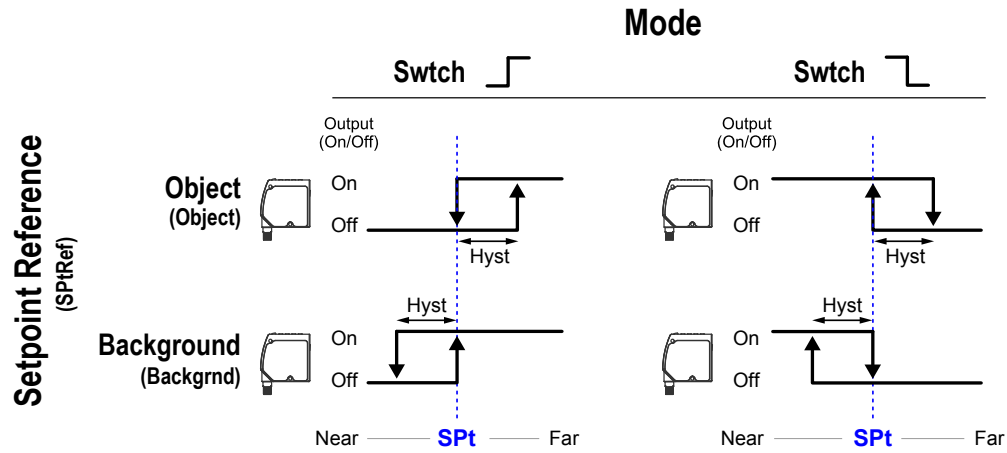 Mode
Swtch
Swtch
Setpoint Reference
(SPtRef)
Output
(On/Off)
Output
(On/Off)
Object
(Object)
On
Off
Hyst
On
Off
Hyst
Background
(Backgrnd)
Hyst
On
Off
Hyst
On
Off
Near SPt Far
Near SPt Far